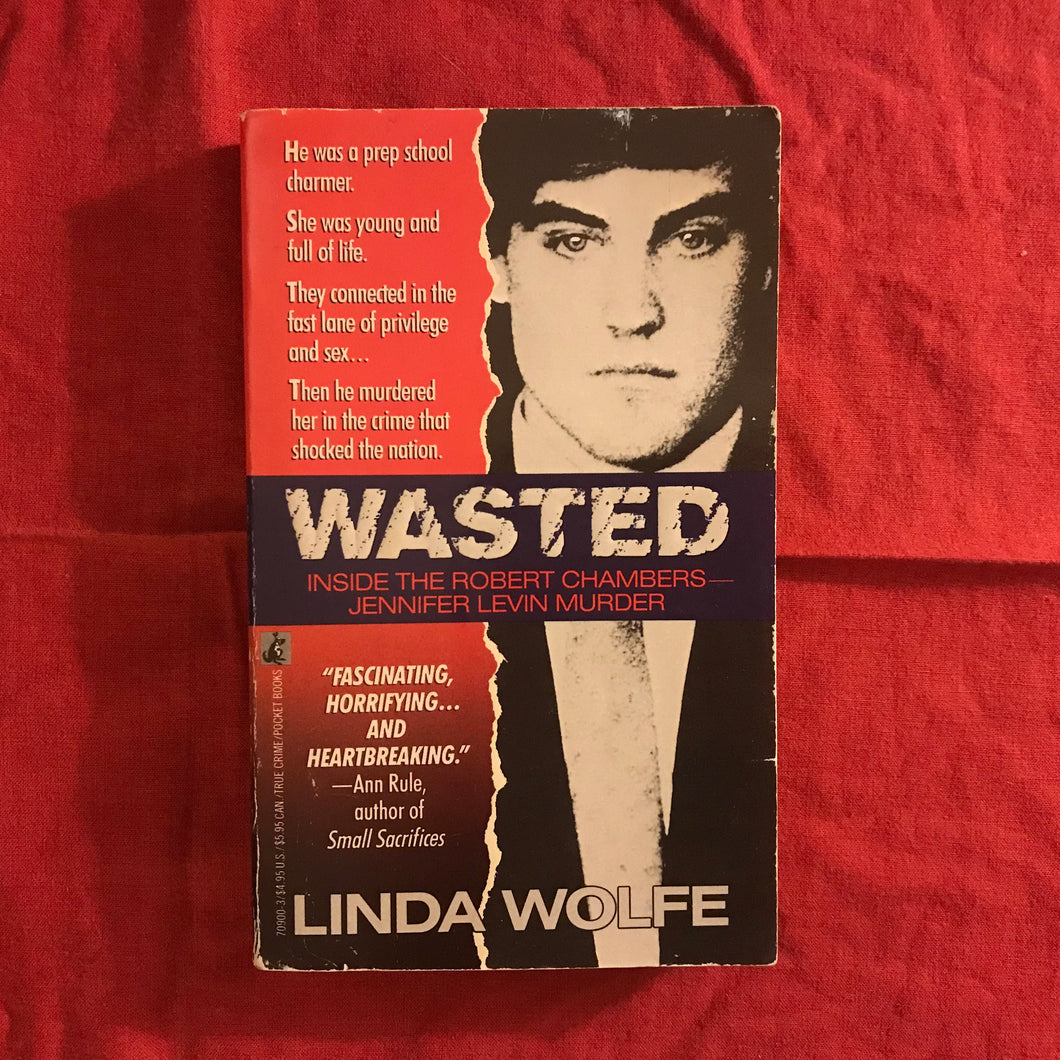 He was a prep school
charmer.
She was young and
full of life.
They connected in the
fast lane of privilege
and sex...
Then he murdered
her in the crime that
shocked the nation.
WASTED
INSIDE THE ROBERT CHAMBERS—
JENNIFER LEVIN MURDER
"FASCINATING,
HORRIFYING...
AND
HEARTBREAKING."
—Ann Rule,
author of
Small Sacrifices
70900-3/$4.95 U.S./$5.95 CAN./TRUE CRIME/POCKET BOOKS
LINDA WOLFE